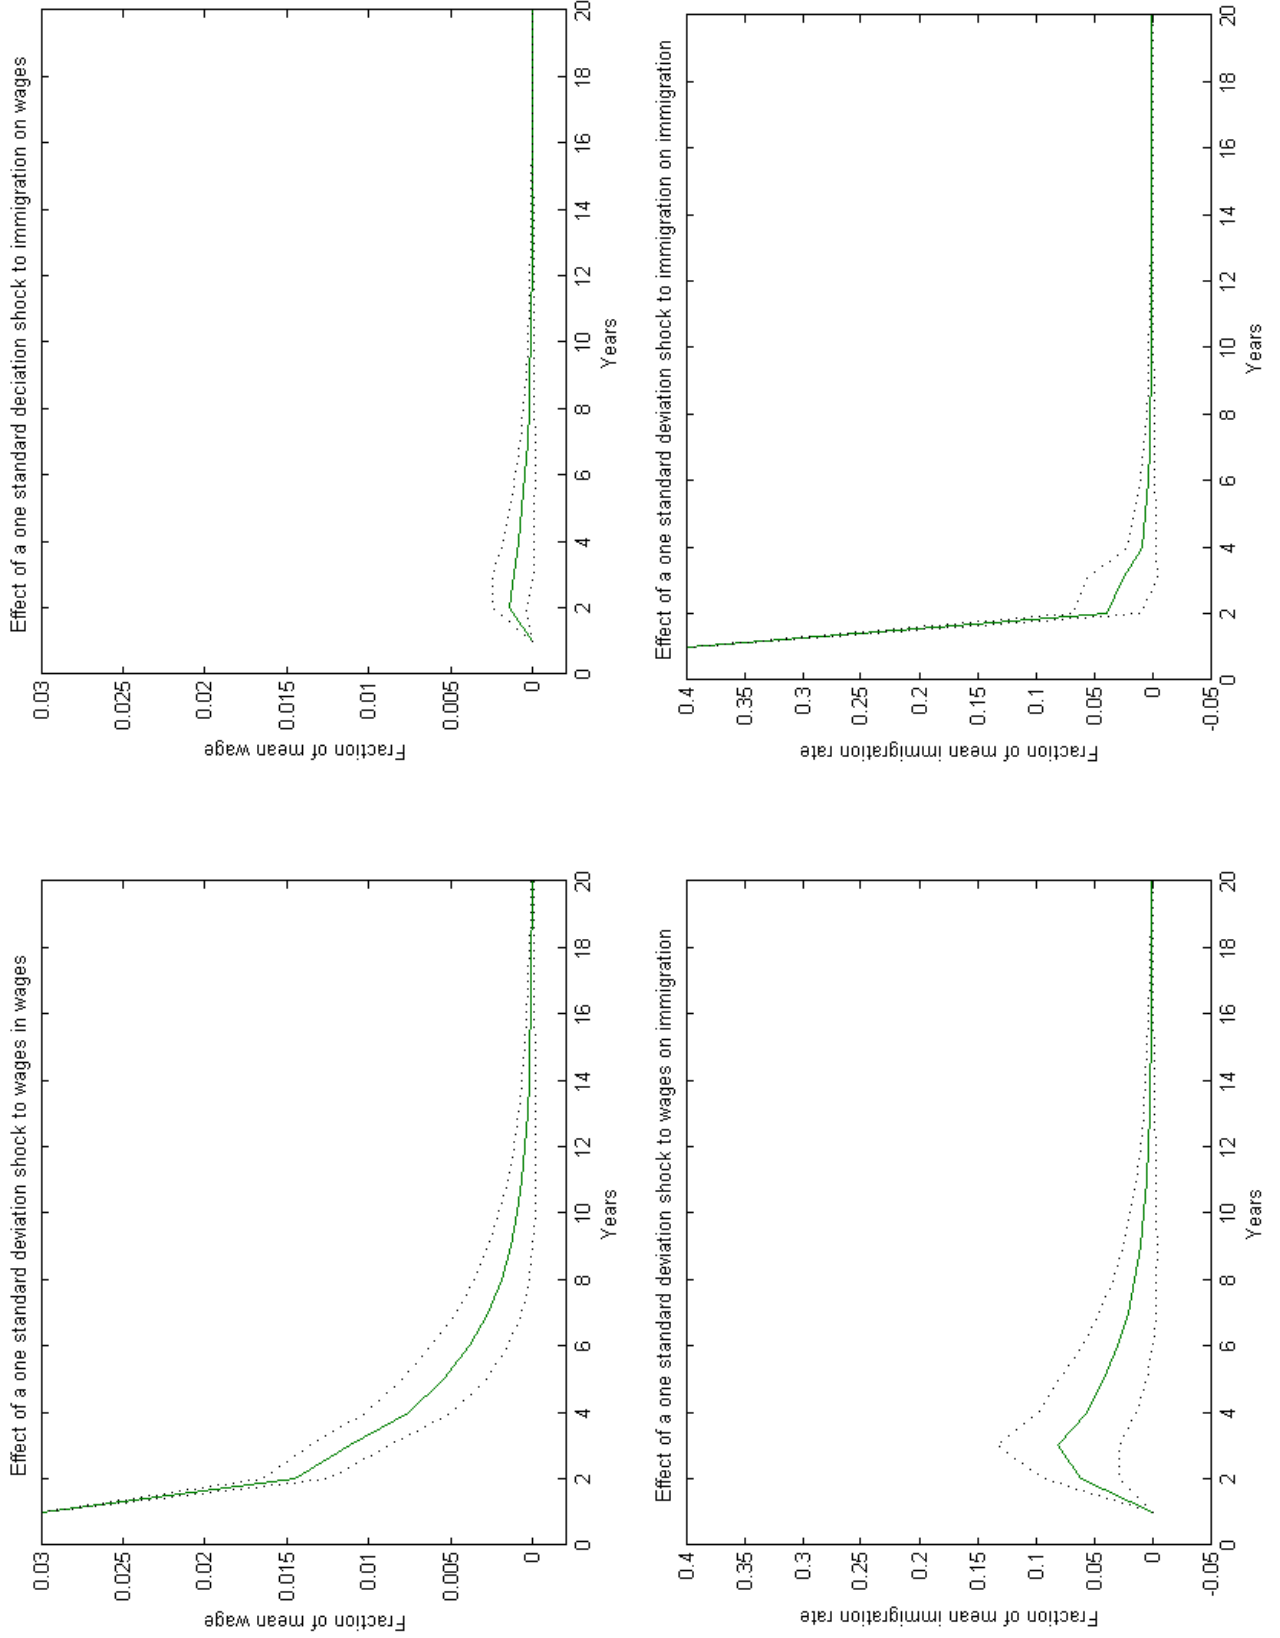 Effect of a one standard deviation shock to wages in wages
0.03
0.025
0.02
0.015
0.01
0.005
0
Fraction of mean wage
0 2 4 6 8 10 12 14 16 18 20
Years
Effect of a one standard deciation shock to immigration on wages
0.03
0.025
0.02
0.015
0.01
0.005
0
Fraction of mean wage
0 2 4 6 8 10 12 14 16 18 20
Years
Effect of a one standard deviation shock to wages on immigration
0.4
0.35
0.3
0.25
0.2
0.15
0.1
0.05
0
-0.05
Fraction of mean immigration rate
0 2 4 6 8 10 12 14 16 18 20
Years
Effect of a one standard deviation shock to immigration on immigration
0.4
0.35
0.3
0.25
0.2
0.15
0.1
0.05
0
-0.05
Fraction of mean immigration rate
0 2 4 6 8 10 12 14 16 18 20
Years